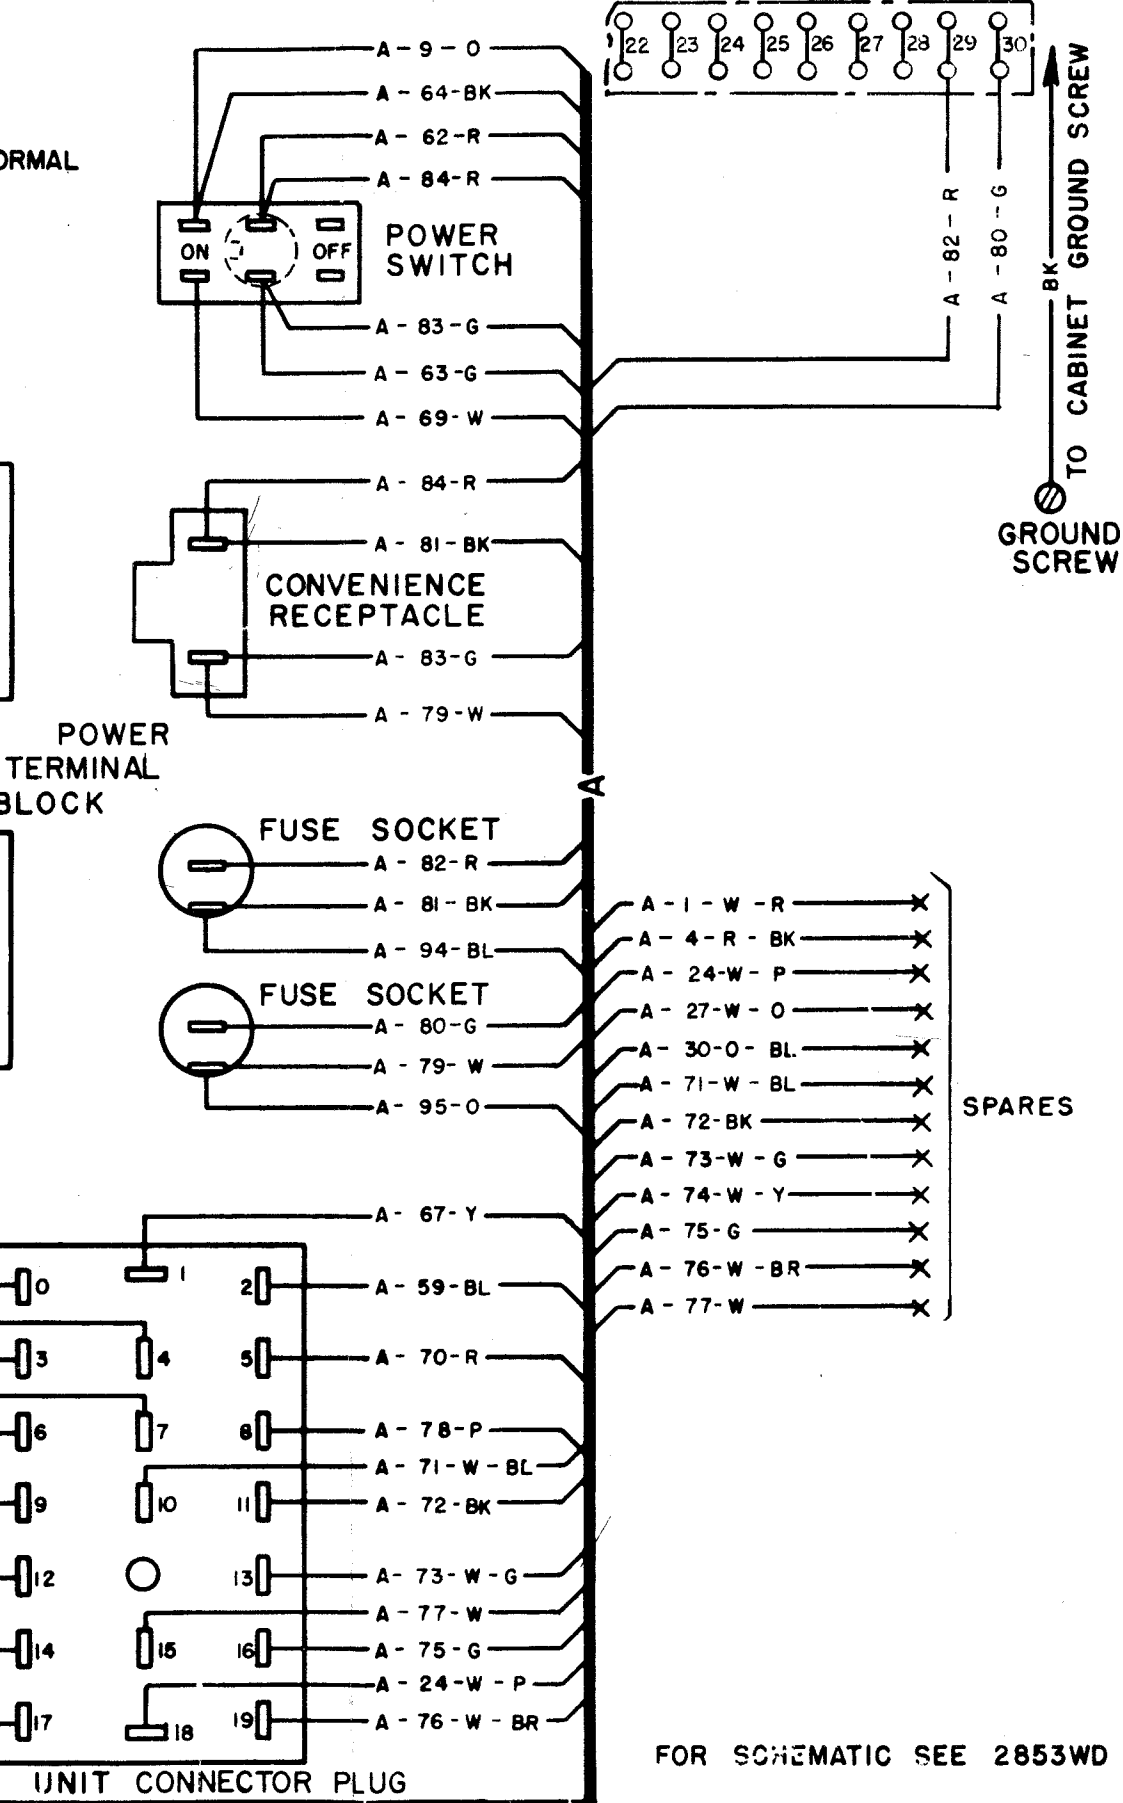 22 23 24 25 26 27 28 29 30
A - 9 - O
A - 64-BK
A - 62-R
A - 84-R
ORMAL
ON
OFF
POWER
SWITCH
A - 83-G
A - 63-G
A - 69-W
A - 82 - R
A - 80 - G
BK
TO CABINET GROUND SCREW
GROUND
SCREW
A - 84-R
A - 81-BK
CONVENIENCE
RECEPTACLE
A - 83-G
A - 79-W
POWER
TERMINAL
BLOCK
A
FUSE SOCKET
A - 82-R
A - 81-BK
A - 94-BL
FUSE SOCKET
A - 80-G
A - 79-W
A - 95-O
A - 1 - W - R
A - 4-R - BK
A - 24-W - P
A - 27-W - O
A - 30-O - BL
A - 71-W - BL
A - 72-BK
A - 73-W - G
A - 74-W - Y
A - 75-G
A - 76-W - BR
A - 77-W
SPARES
A - 67-Y
0 1 2
A - 59-BL
3 4 5
A - 70-R
6 7 8
A - 78-P
A - 71-W - BL
9 10 11
A - 72-BK
12 13
A - 73-W - G
A - 77-W
14 15 16
A - 75-G
A - 24-W - P
17 18 19
A - 76-W - BR
UNIT CONNECTOR PLUG
FOR SCHEMATIC SEE 2853WD